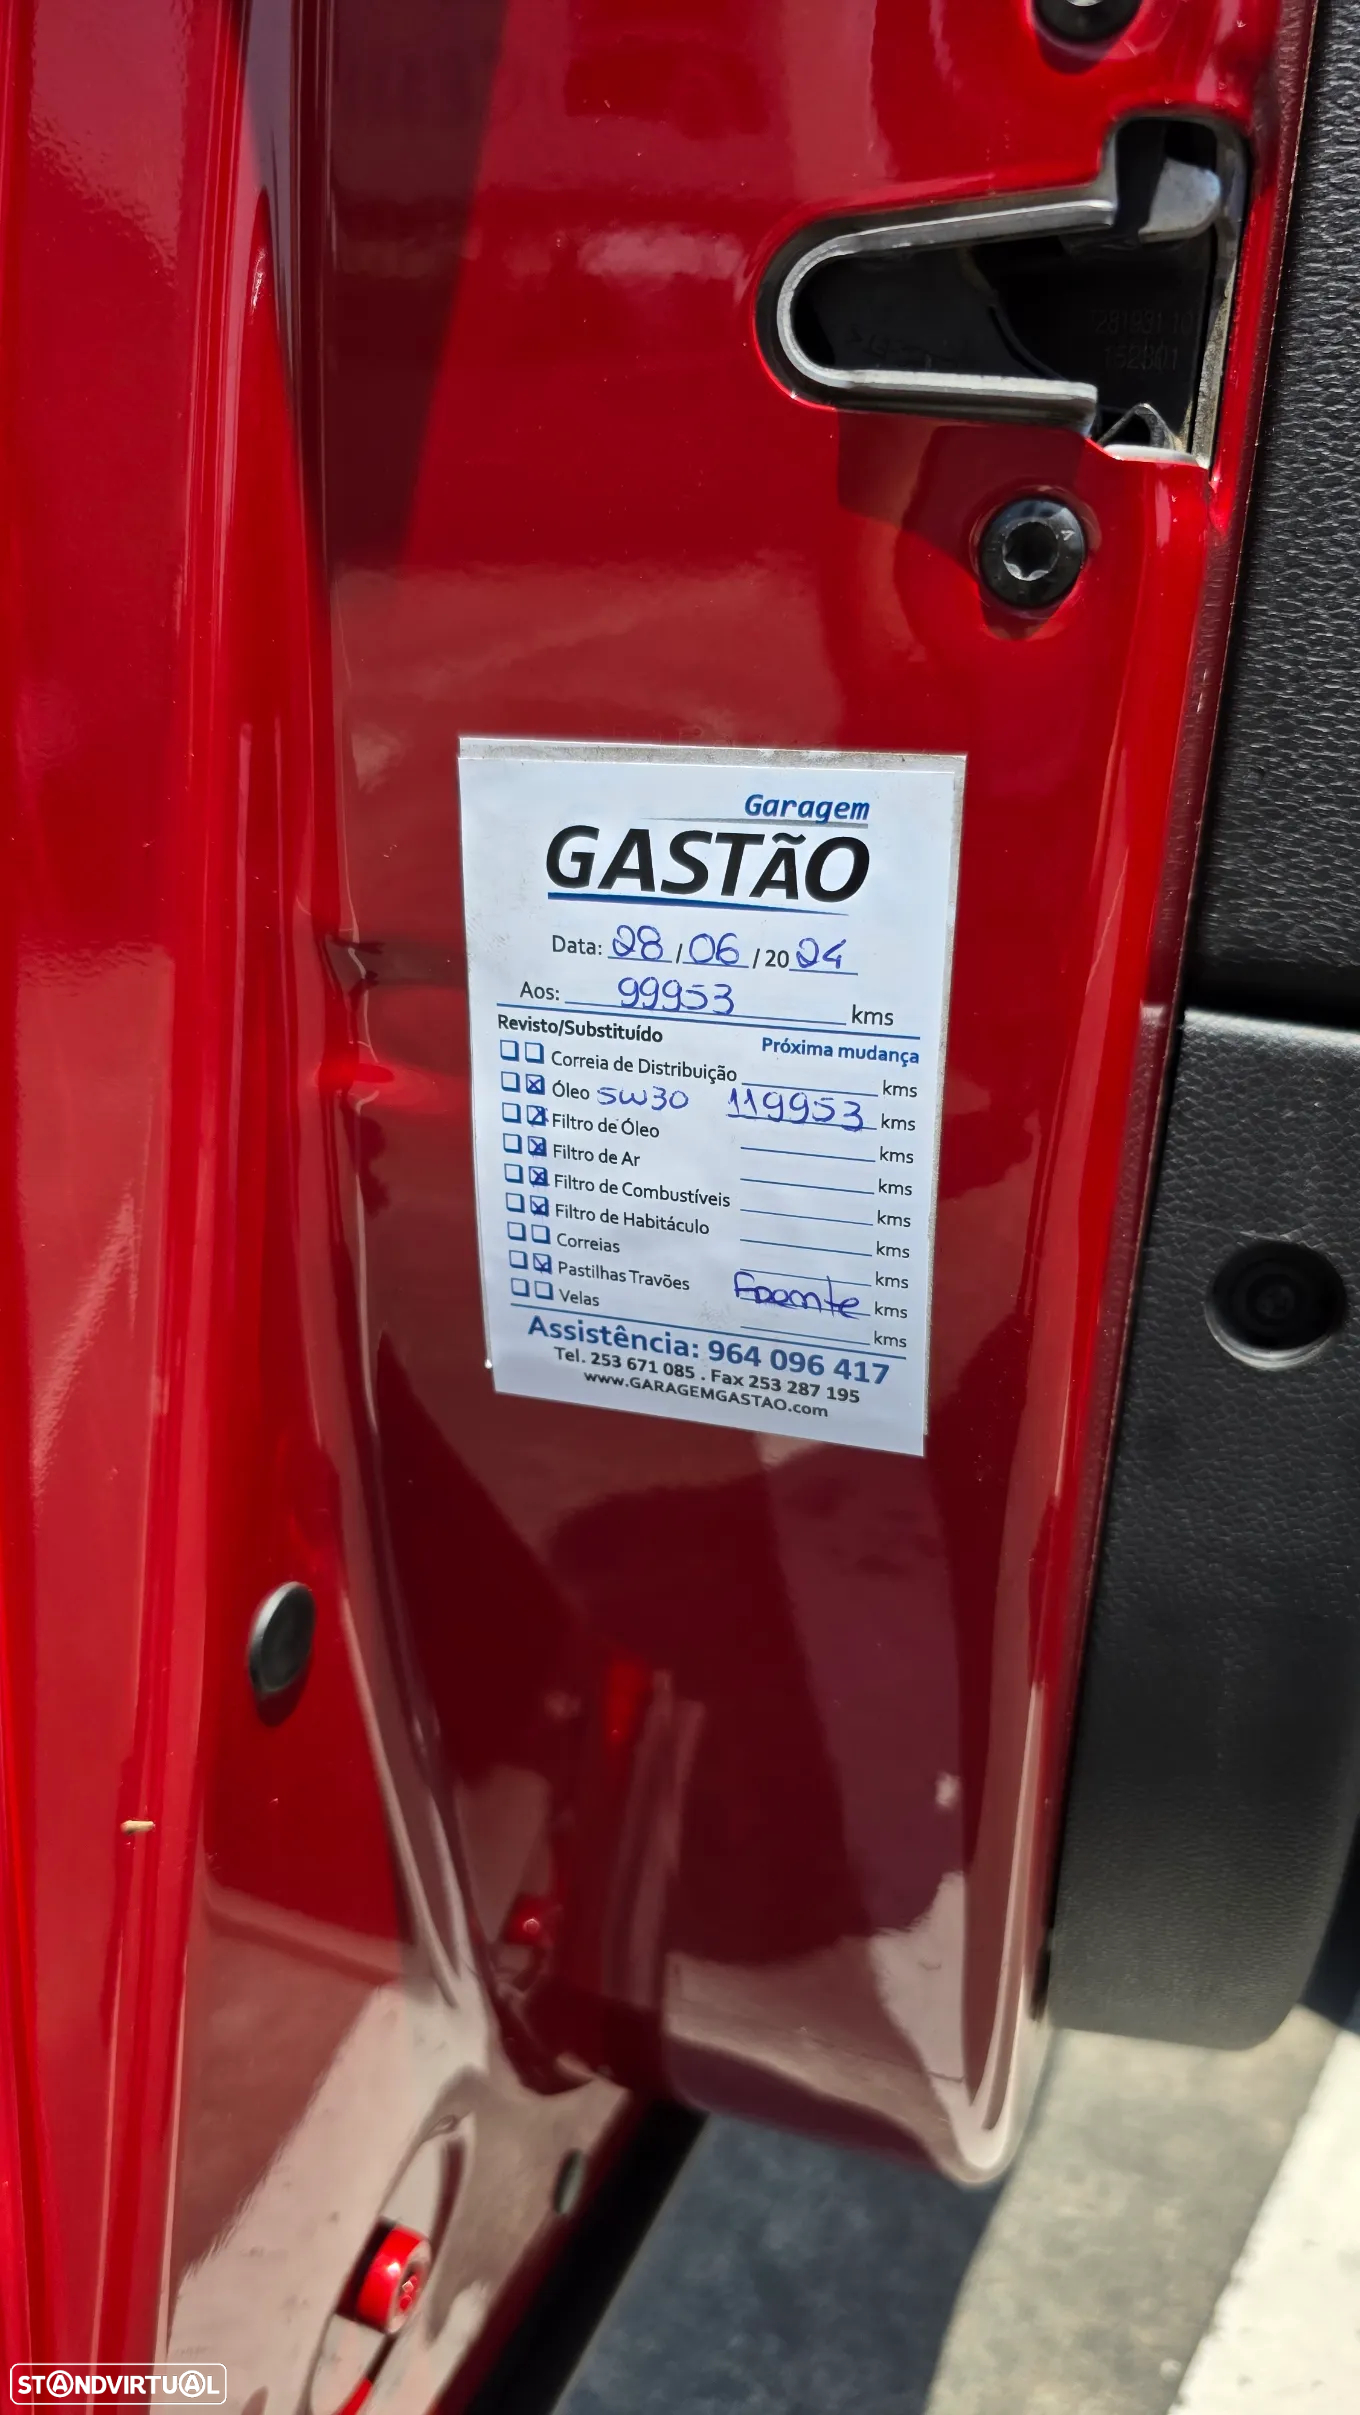 Garagem
GASTÃO
Data: 28 / 06 / 20 24
Aos: 99953 kms
Revisto/Substituído Próxima mudança
Correia de Distribuição kms
Óleo 5W30 119953 kms
Filtro de Óleo kms
Filtro de Ar kms
Filtro de Combustíveis kms
Filtro de Habitáculo kms
Correias kms
Pastilhas Travões Frente kms
Velas kms
Assistência: 964 096 417
Tel. 253 671 085 . Fax 253 287 195
www.GARAGEMGASTAO.com
STANDVIRTUAL